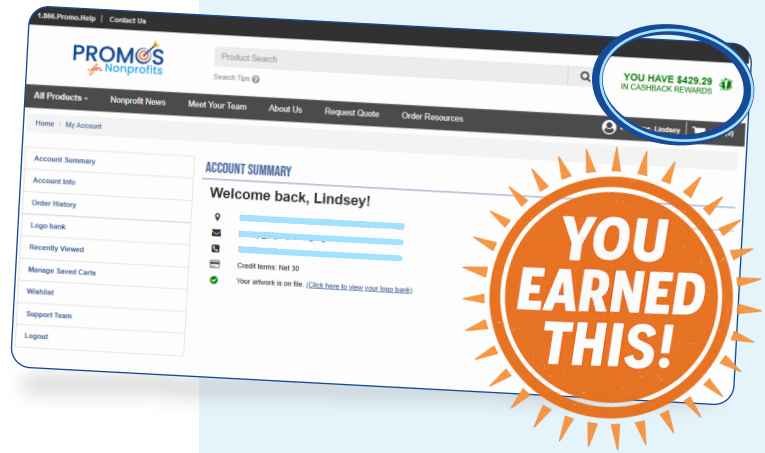 1.866.Promo.Help | Contact Us
PROMOS
for Nonprofits
Product Search
Search Tips
YOU HAVE $429.29
IN CASHBACK REWARDS
All Products
Nonprofit News
Meet Your Team
About Us
Request Quote
Order Resources
Lindsey
Home / My Account
Account Summary
Account Info
Order History
Logo bank
Recently Viewed
Manage Saved Carts
Wishlist
Support Team
Logout
ACCOUNT SUMMARY
Welcome back, Lindsey!
Credit terms: Net 30
Your artwork is on file. (Click here to view your logo bank)
YOU
EARNED
THIS!